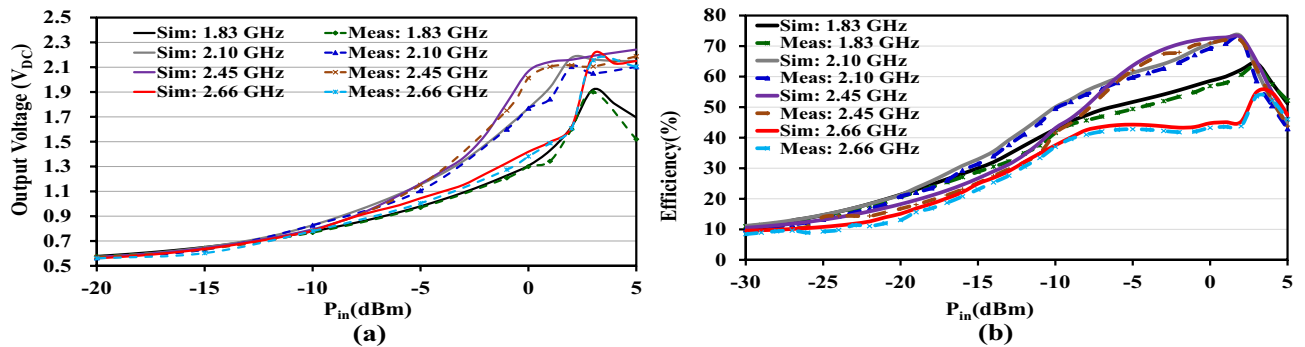 2.5
2.3
2.1
1.9
1.7
1.5
1.3
1.1
0.9
0.7
0.5
Output Voltage (V_DC)
Sim: 1.83 GHz
Meas: 1.83 GHz
Sim: 2.10 GHz
Meas: 2.10 GHz
Sim: 2.45 GHz
Meas: 2.45 GHz
Sim: 2.66 GHz
Meas: 2.66 GHz
-20 -15 -10 -5 0 5
P_in(dBm)
(a)
80
70
60
50
40
30
20
10
0
Efficiency(%)
Sim: 1.83 GHz
Meas: 1.83 GHz
Sim: 2.10 GHz
Meas: 2.10 GHz
Sim: 2.45 GHz
Meas: 2.45 GHz
Sim: 2.66 GHz
Meas: 2.66 GHz
-30 -25 -20 -15 -10 -5 0 5
P_in(dBm)
(b)